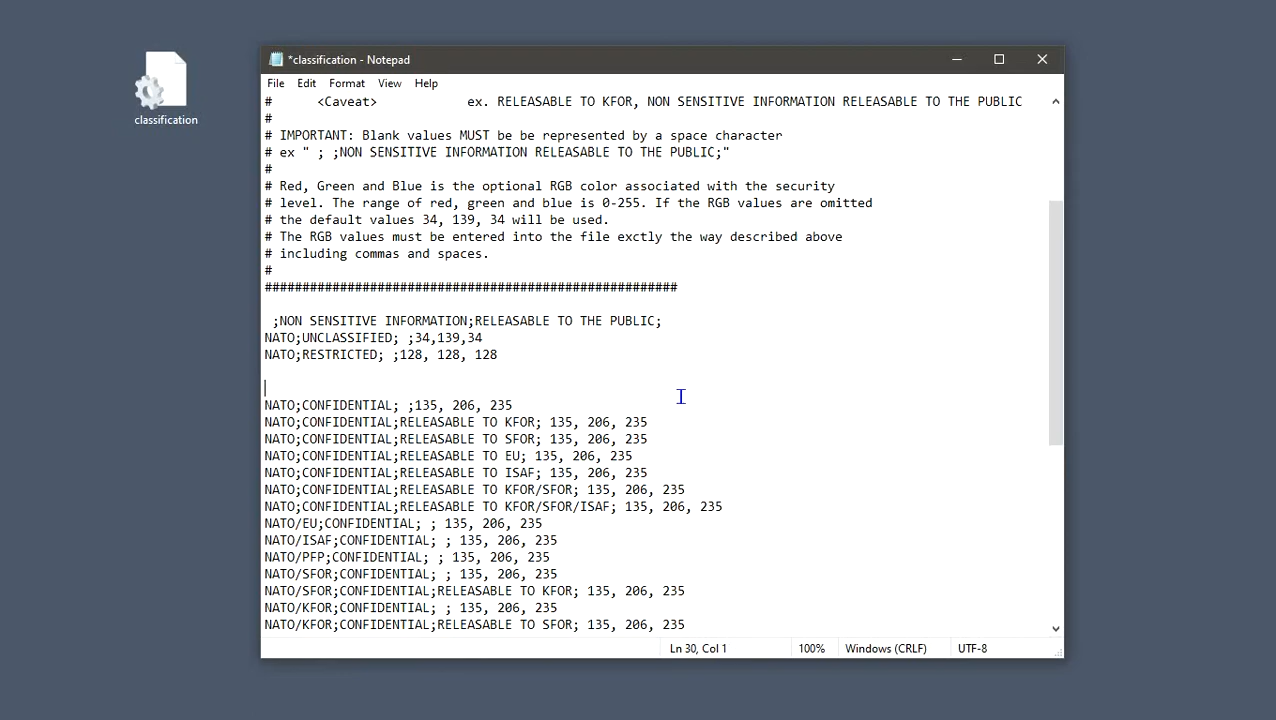 classification
*classification - Notepad
File Edit Format View Help
# <Caveat> ex. RELEASABLE TO KFOR, NON SENSITIVE INFORMATION RELEASABLE TO THE PUBLIC
#
# IMPORTANT: Blank values MUST be be represented by a space character
# ex " ; ;NON SENSITIVE INFORMATION RELEASABLE TO THE PUBLIC;"
#
# Red, Green and Blue is the optional RGB color associated with the security
# level. The range of red, green and blue is 0-255. If the RGB values are omitted
# the default values 34, 139, 34 will be used.
# The RGB values must be entered into the file exctly the way described above
# including commas and spaces.
#
#######################################################
 ;NON SENSITIVE INFORMATION;RELEASABLE TO THE PUBLIC;
NATO;UNCLASSIFIED; ;34,139,34
NATO;RESTRICTED; ;128, 128, 128
NATO;CONFIDENTIAL; ;135, 206, 235
NATO;CONFIDENTIAL;RELEASABLE TO KFOR; 135, 206, 235
NATO;CONFIDENTIAL;RELEASABLE TO SFOR; 135, 206, 235
NATO;CONFIDENTIAL;RELEASABLE TO EU; 135, 206, 235
NATO;CONFIDENTIAL;RELEASABLE TO ISAF; 135, 206, 235
NATO;CONFIDENTIAL;RELEASABLE TO KFOR/SFOR; 135, 206, 235
NATO;CONFIDENTIAL;RELEASABLE TO KFOR/SFOR/ISAF; 135, 206, 235
NATO/EU;CONFIDENTIAL; ; 135, 206, 235
NATO/ISAF;CONFIDENTIAL; ; 135, 206, 235
NATO/PFP;CONFIDENTIAL; ; 135, 206, 235
NATO/SFOR;CONFIDENTIAL; ; 135, 206, 235
NATO/SFOR;CONFIDENTIAL;RELEASABLE TO KFOR; 135, 206, 235
NATO/KFOR;CONFIDENTIAL; ; 135, 206, 235
NATO/KFOR;CONFIDENTIAL;RELEASABLE TO SFOR; 135, 206, 235
Ln 30, Col 1 100% Windows (CRLF) UTF-8